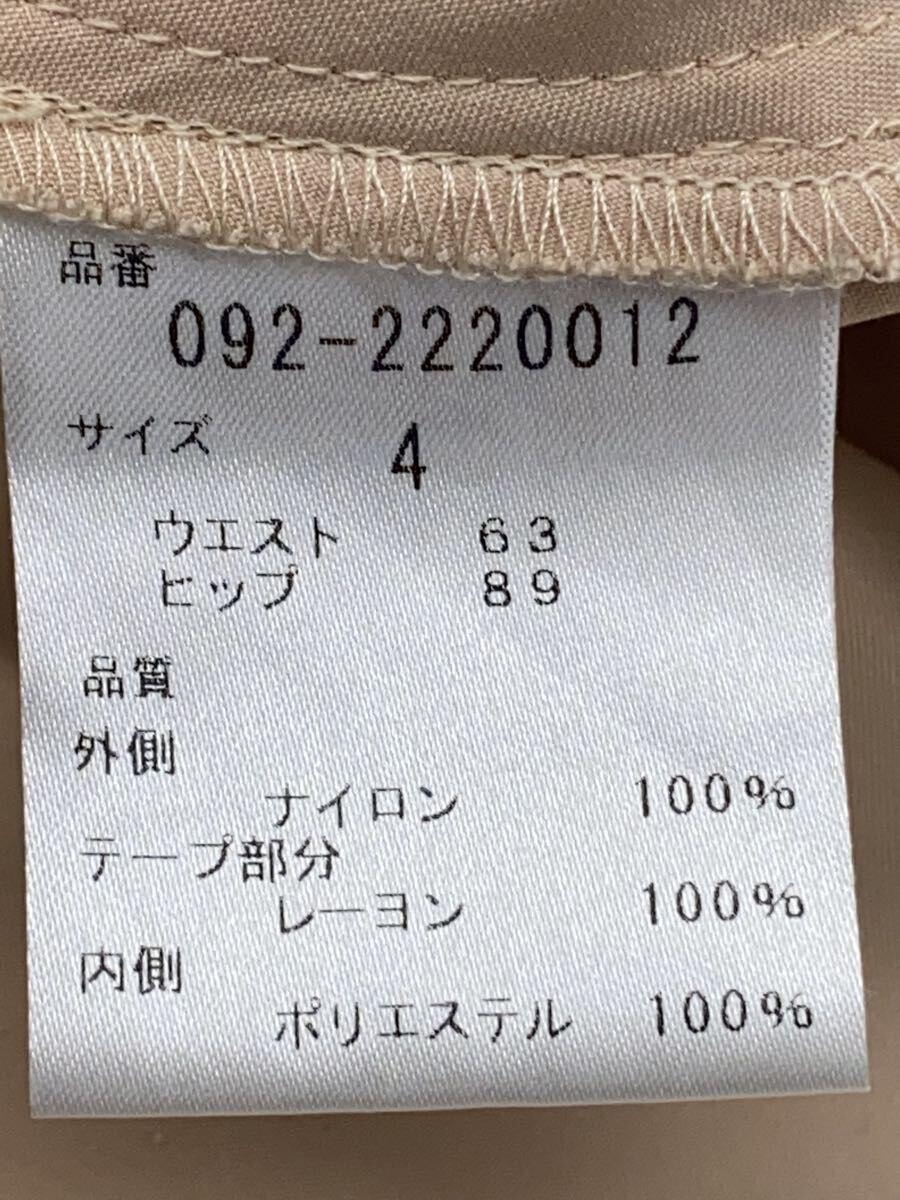 品番
092-2220012
サイズ 4
ウエスト 63
ヒップ 89
品質
外側
ナイロン 100%
テープ部分
レーヨン 100%
内側
ポリエステル 100%